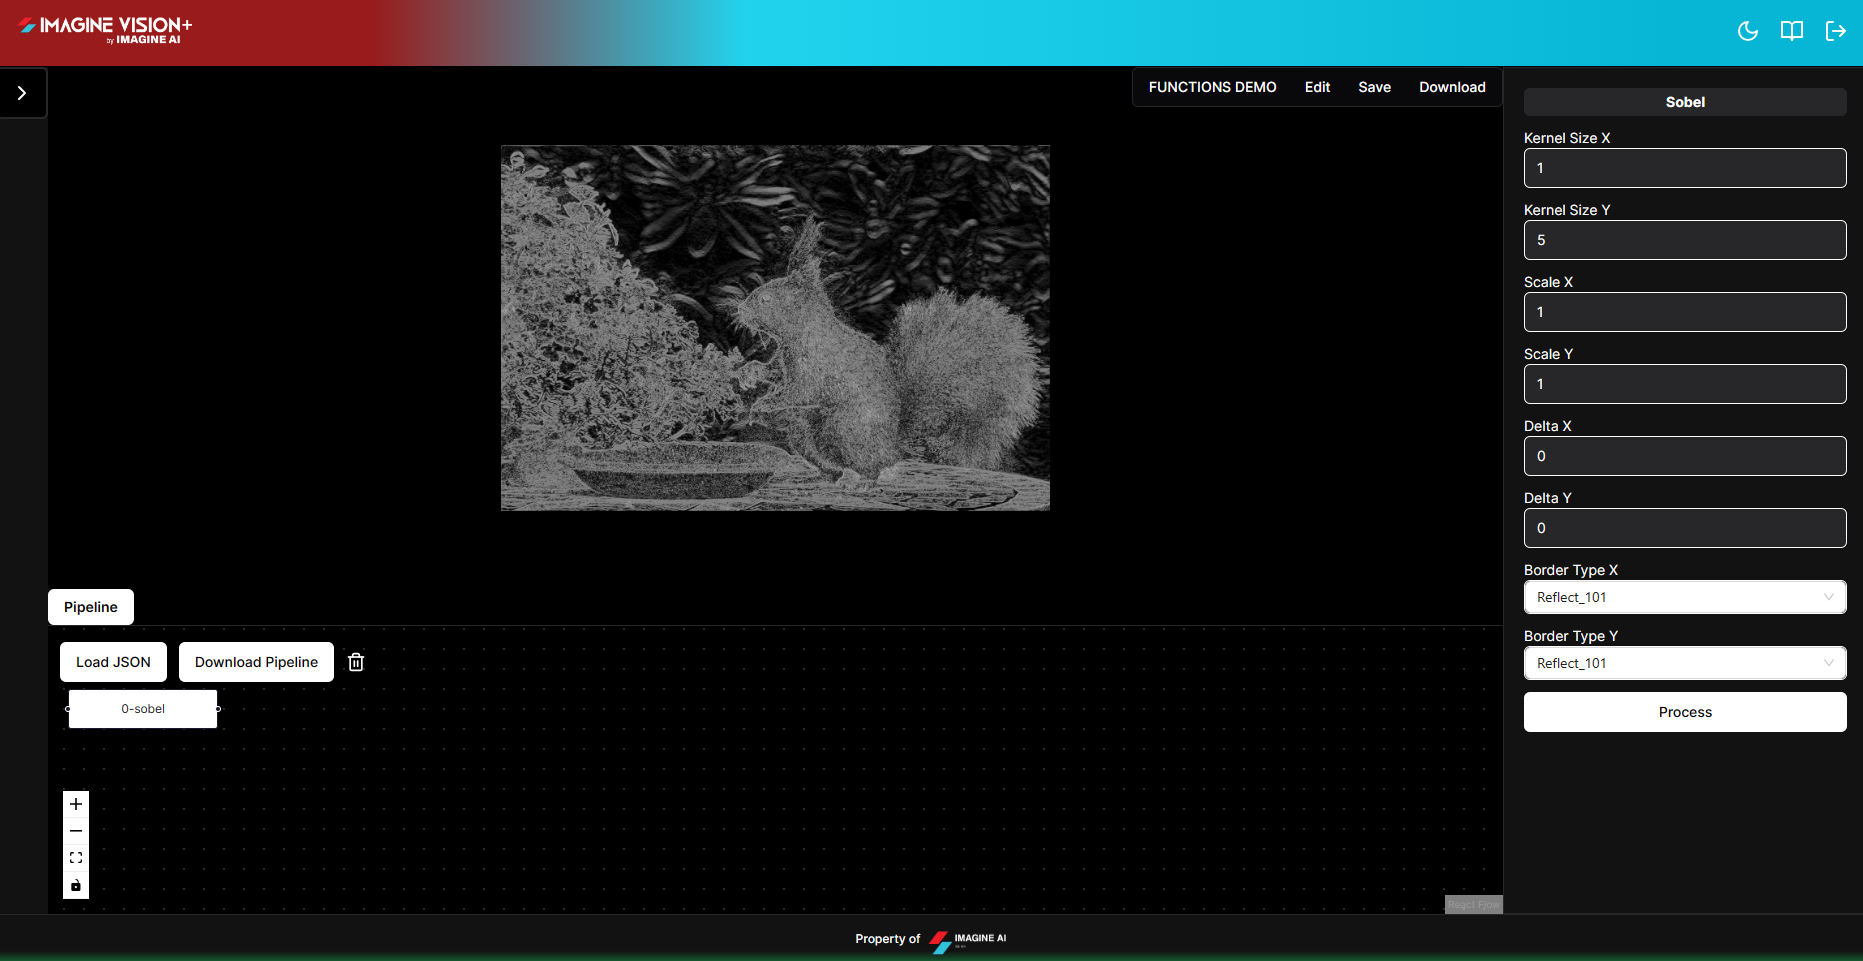 IMAGINE VISION+
by IMAGINE AI
FUNCTIONS DEMO Edit Save Download
Sobel
Kernel Size X
1
Kernel Size Y
5
Scale X
1
Scale Y
1
Delta X
0
Delta Y
0
Border Type X
Reflect_101
Border Type Y
Reflect_101
Process
Pipeline
Load JSON Download Pipeline
0-sobel
React Flow
Property of IMAGINE AI